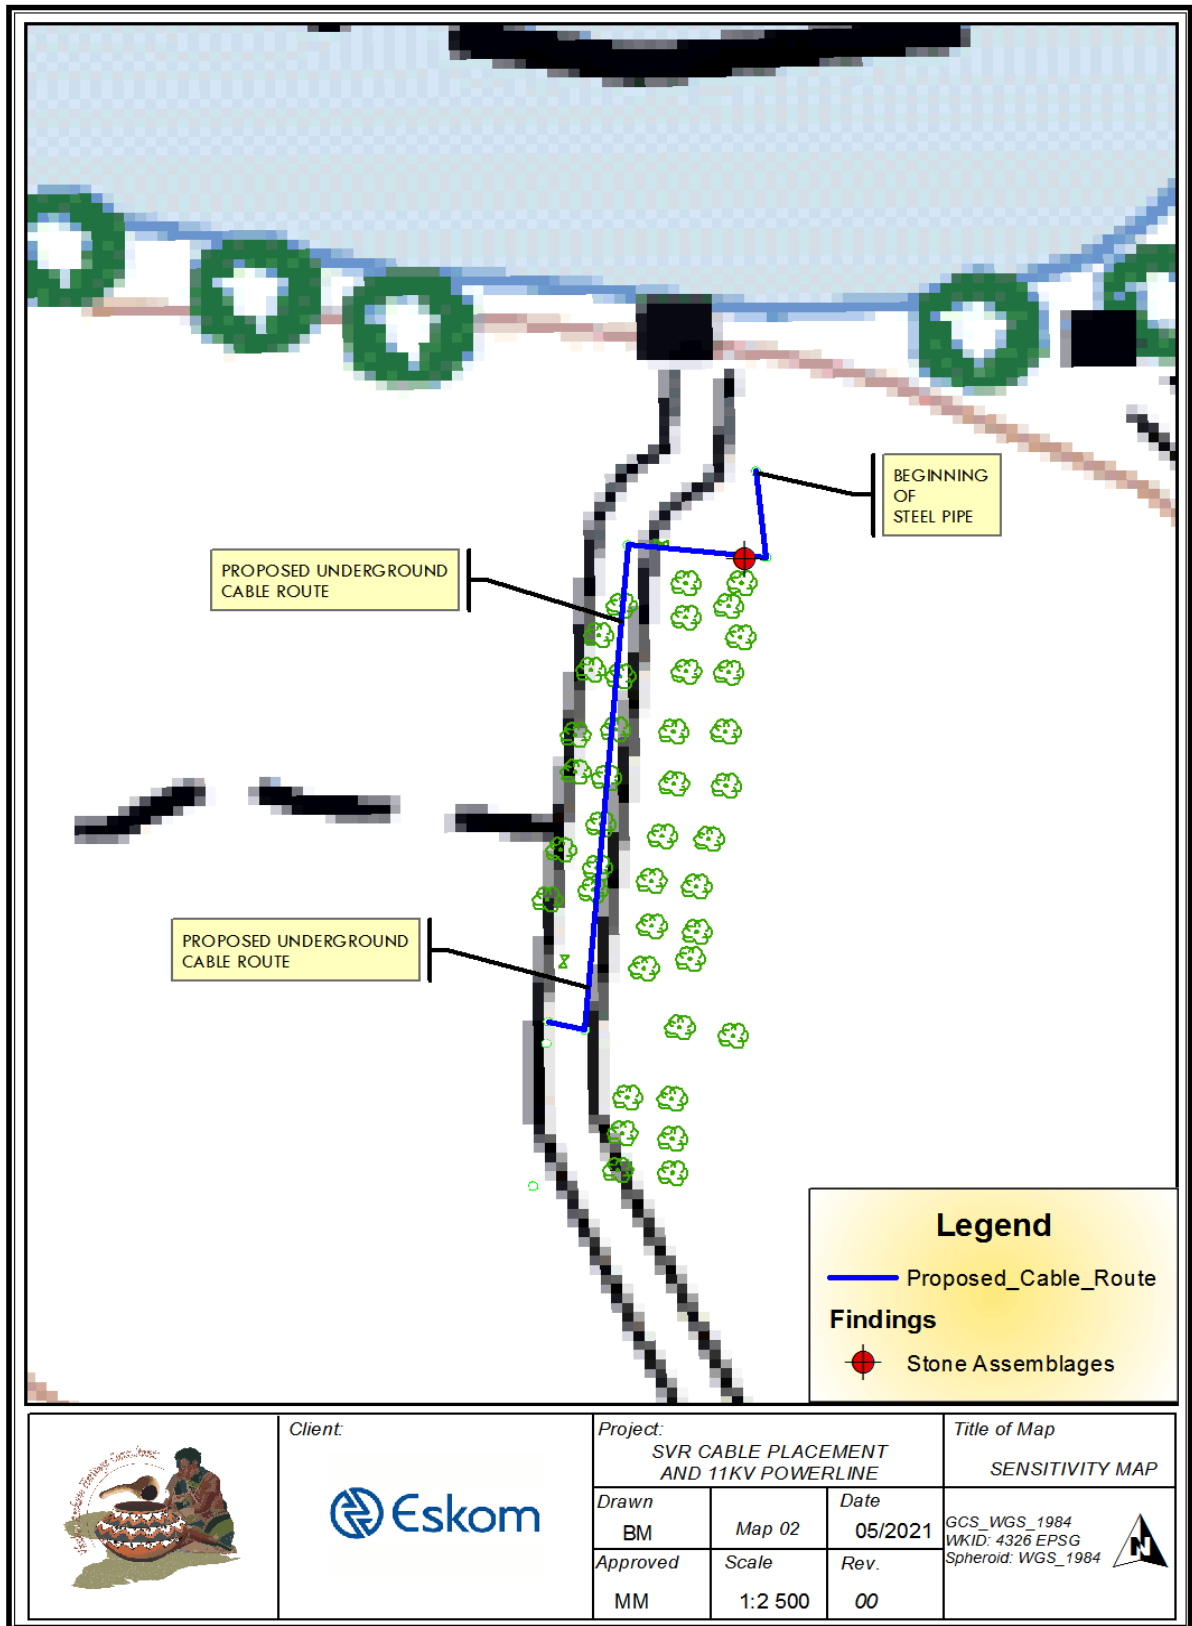 BEGINNING
OF
STEEL PIPE
PROPOSED UNDERGROUND
CABLE ROUTE
PROPOSED UNDERGROUND
CABLE ROUTE
Legend
Proposed_Cable_Route
Findings
Stone Assemblages
Client:
Eskom
Project:
SVR CABLE PLACEMENT
AND 11KV POWERLINE
Title of Map
SENSITIVITY MAP
Drawn
BM
Map 02
Date
05/2021
GCS_WGS_1984
WKID: 4326 EPSG
Spheroid: WGS_1984
N
Approved
MM
Scale
1:2 500
Rev.
00